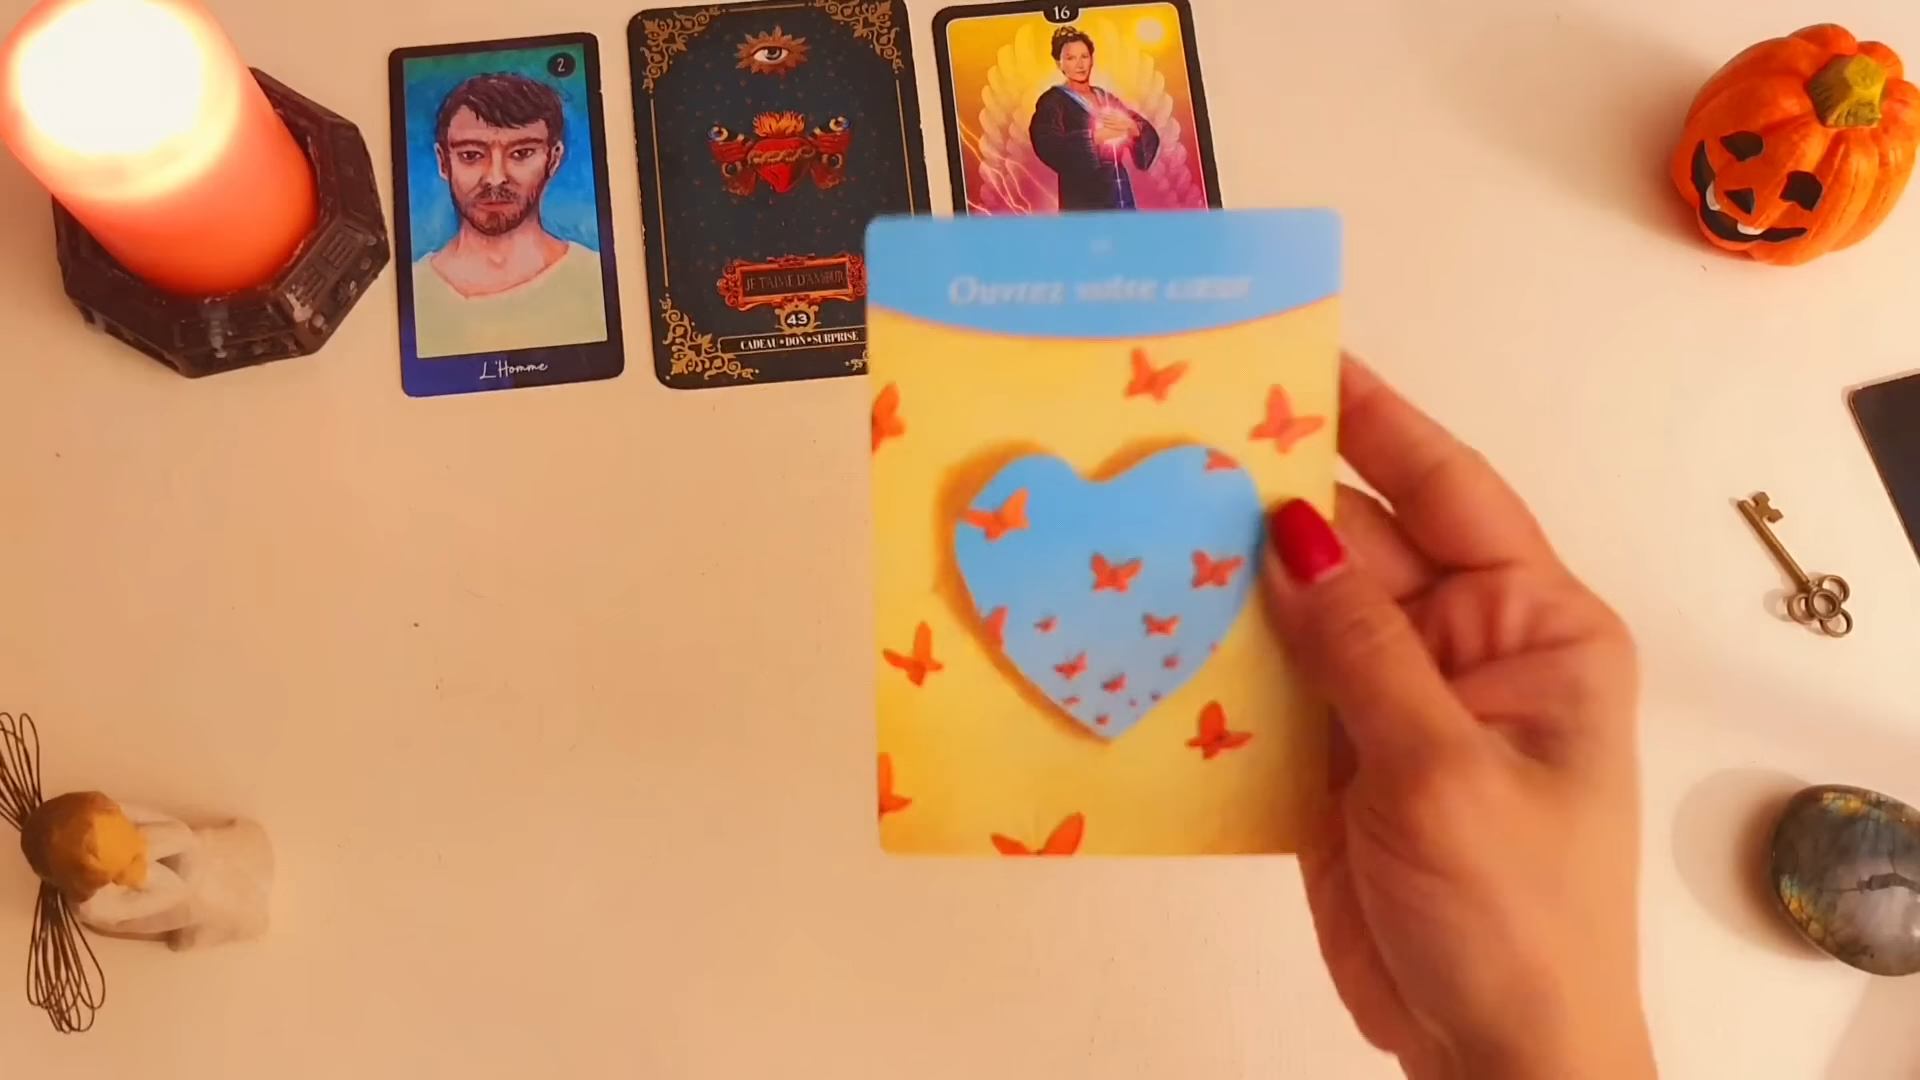 2
L'Homme
JE T'AIME D'AMOUR
43
CADEAU•DON•SURPRISE
16
Ouvrez votre cœur